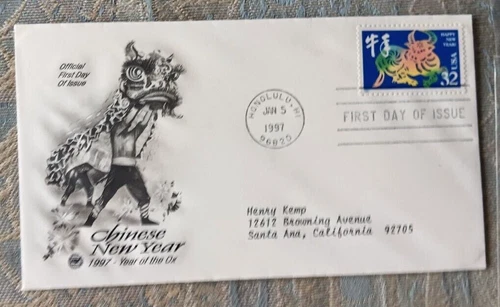 Official
First Day
Of Issue
牛年
HAPPY
NEW
YEAR!
USA
32
HONOLULU, HI
JAN 5
1997
96820
FIRST DAY OF ISSUE
Henry Kemp
12612 Browning Avenue
Santa Ana, California 92705
Chinese
New Year
1997 - Year of the Ox